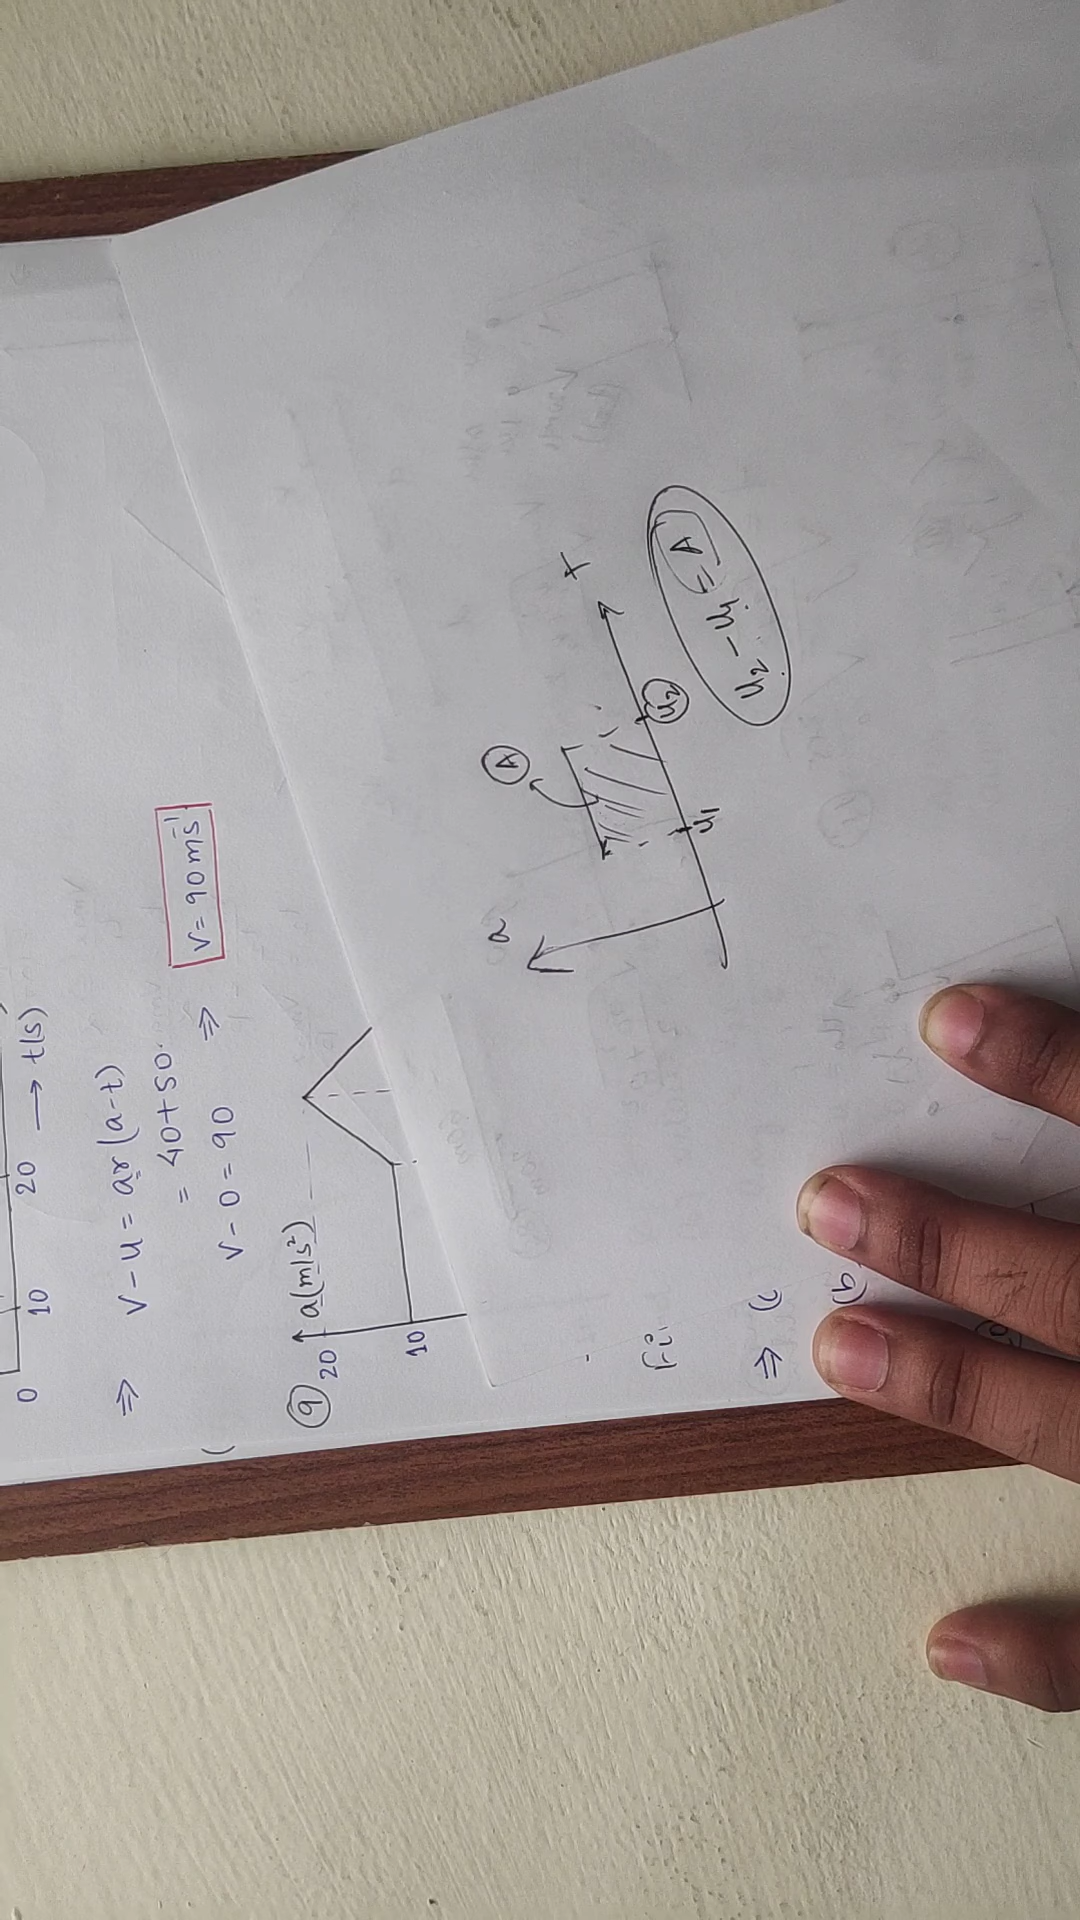 0 10 20 → t(s)
⇒ v - u = ar(a-t)
= 40+50
v - 0 = 90 ⇒ v = 90 ms⁻¹
(9)
a(m/s²)
20
10
a
A
t
u₁
u₂
u₂ - u₁ = A
⇒ (
(b)